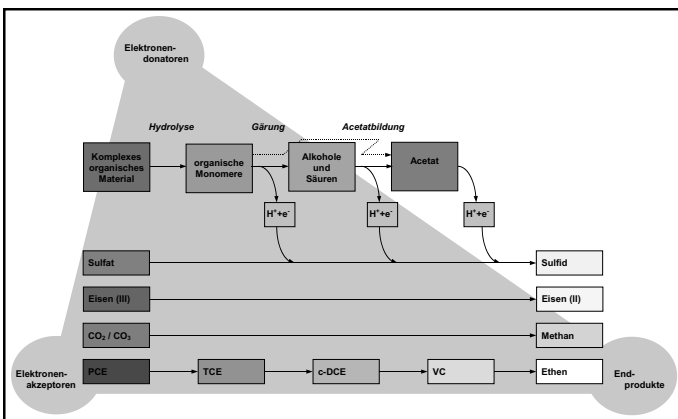 Elektronen-
donatoren
Hydrolyse
Gärung
Acetatbildung
Komplexes
organisches
Material
organische
Monomere
Alkohole
und
Säuren
Acetat
H⁺+e⁻
H⁺+e⁻
H⁺+e⁻
Sulfat
Sulfid
Eisen (III)
Eisen (II)
CO₂ / CO₃
Methan
Elektronen-
akzeptoren
PCE
TCE
c-DCE
VC
Ethen
End-
produkte